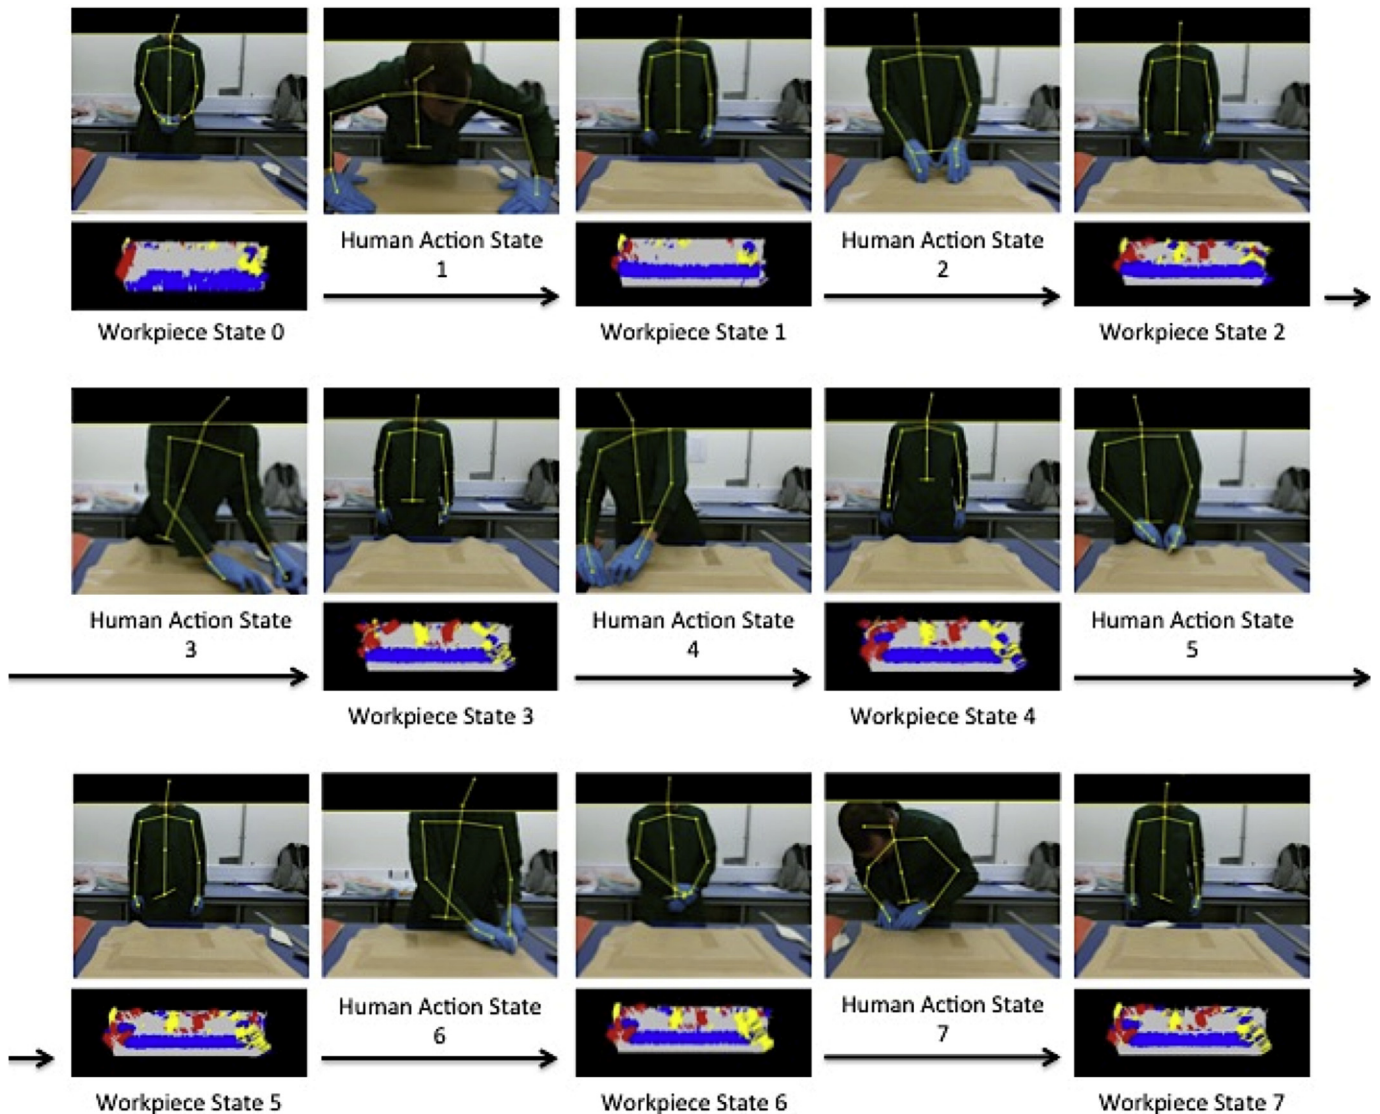 Human Action State
1
Human Action State
2
Workpiece State 0
Workpiece State 1
Workpiece State 2
Human Action State
3
Human Action State
4
Human Action State
5
Workpiece State 3
Workpiece State 4
Human Action State
6
Human Action State
7
Workpiece State 5
Workpiece State 6
Workpiece State 7